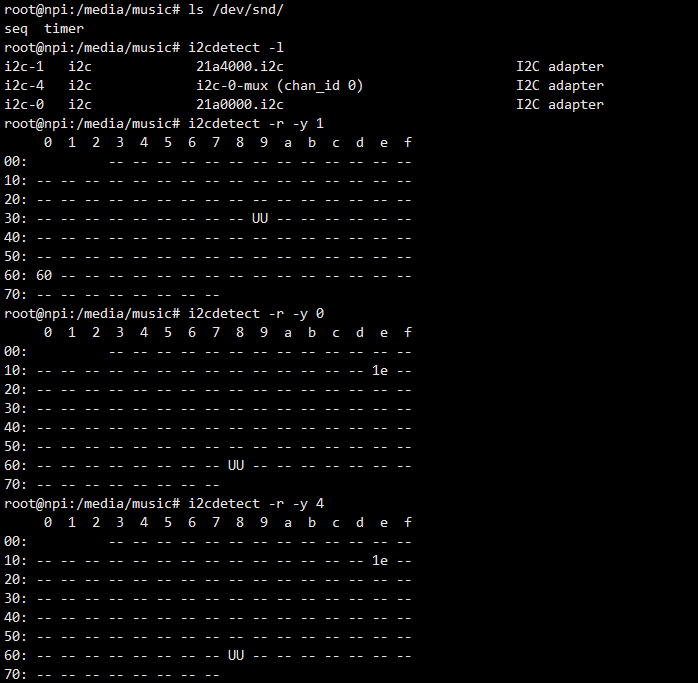 root@npi:/media/music# ls /dev/snd/
seq  timer
root@npi:/media/music# i2cdetect -l
i2c-1   i2c             21a4000.i2c                             I2C adapter
i2c-4   i2c             i2c-0-mux (chan_id 0)                   I2C adapter
i2c-0   i2c             21a0000.i2c                             I2C adapter
root@npi:/media/music# i2cdetect -r -y 1
     0  1  2  3  4  5  6  7  8  9  a  b  c  d  e  f
00:          -- -- -- -- -- -- -- -- -- -- -- -- --
10: -- -- -- -- -- -- -- -- -- -- -- -- -- -- -- --
20: -- -- -- -- -- -- -- -- -- -- -- -- -- -- -- --
30: -- -- -- -- -- -- -- -- -- UU -- -- -- -- -- --
40: -- -- -- -- -- -- -- -- -- -- -- -- -- -- -- --
50: -- -- -- -- -- -- -- -- -- -- -- -- -- -- -- --
60: 60 -- -- -- -- -- -- -- -- -- -- -- -- -- -- --
70: -- -- -- -- -- -- -- --
root@npi:/media/music# i2cdetect -r -y 0
     0  1  2  3  4  5  6  7  8  9  a  b  c  d  e  f
00:          -- -- -- -- -- -- -- -- -- -- -- -- --
10: -- -- -- -- -- -- -- -- -- -- -- -- -- -- 1e --
20: -- -- -- -- -- -- -- -- -- -- -- -- -- -- -- --
30: -- -- -- -- -- -- -- -- -- -- -- -- -- -- -- --
40: -- -- -- -- -- -- -- -- -- -- -- -- -- -- -- --
50: -- -- -- -- -- -- -- -- -- -- -- -- -- -- -- --
60: -- -- -- -- -- -- -- -- UU -- -- -- -- -- -- --
70: -- -- -- -- -- -- -- --
root@npi:/media/music# i2cdetect -r -y 4
     0  1  2  3  4  5  6  7  8  9  a  b  c  d  e  f
00:          -- -- -- -- -- -- -- -- -- -- -- -- --
10: -- -- -- -- -- -- -- -- -- -- -- -- -- -- 1e --
20: -- -- -- -- -- -- -- -- -- -- -- -- -- -- -- --
30: -- -- -- -- -- -- -- -- -- -- -- -- -- -- -- --
40: -- -- -- -- -- -- -- -- -- -- -- -- -- -- -- --
50: -- -- -- -- -- -- -- -- -- -- -- -- -- -- -- --
60: -- -- -- -- -- -- -- -- UU -- -- -- -- -- -- --
70: -- -- -- -- -- -- -- --